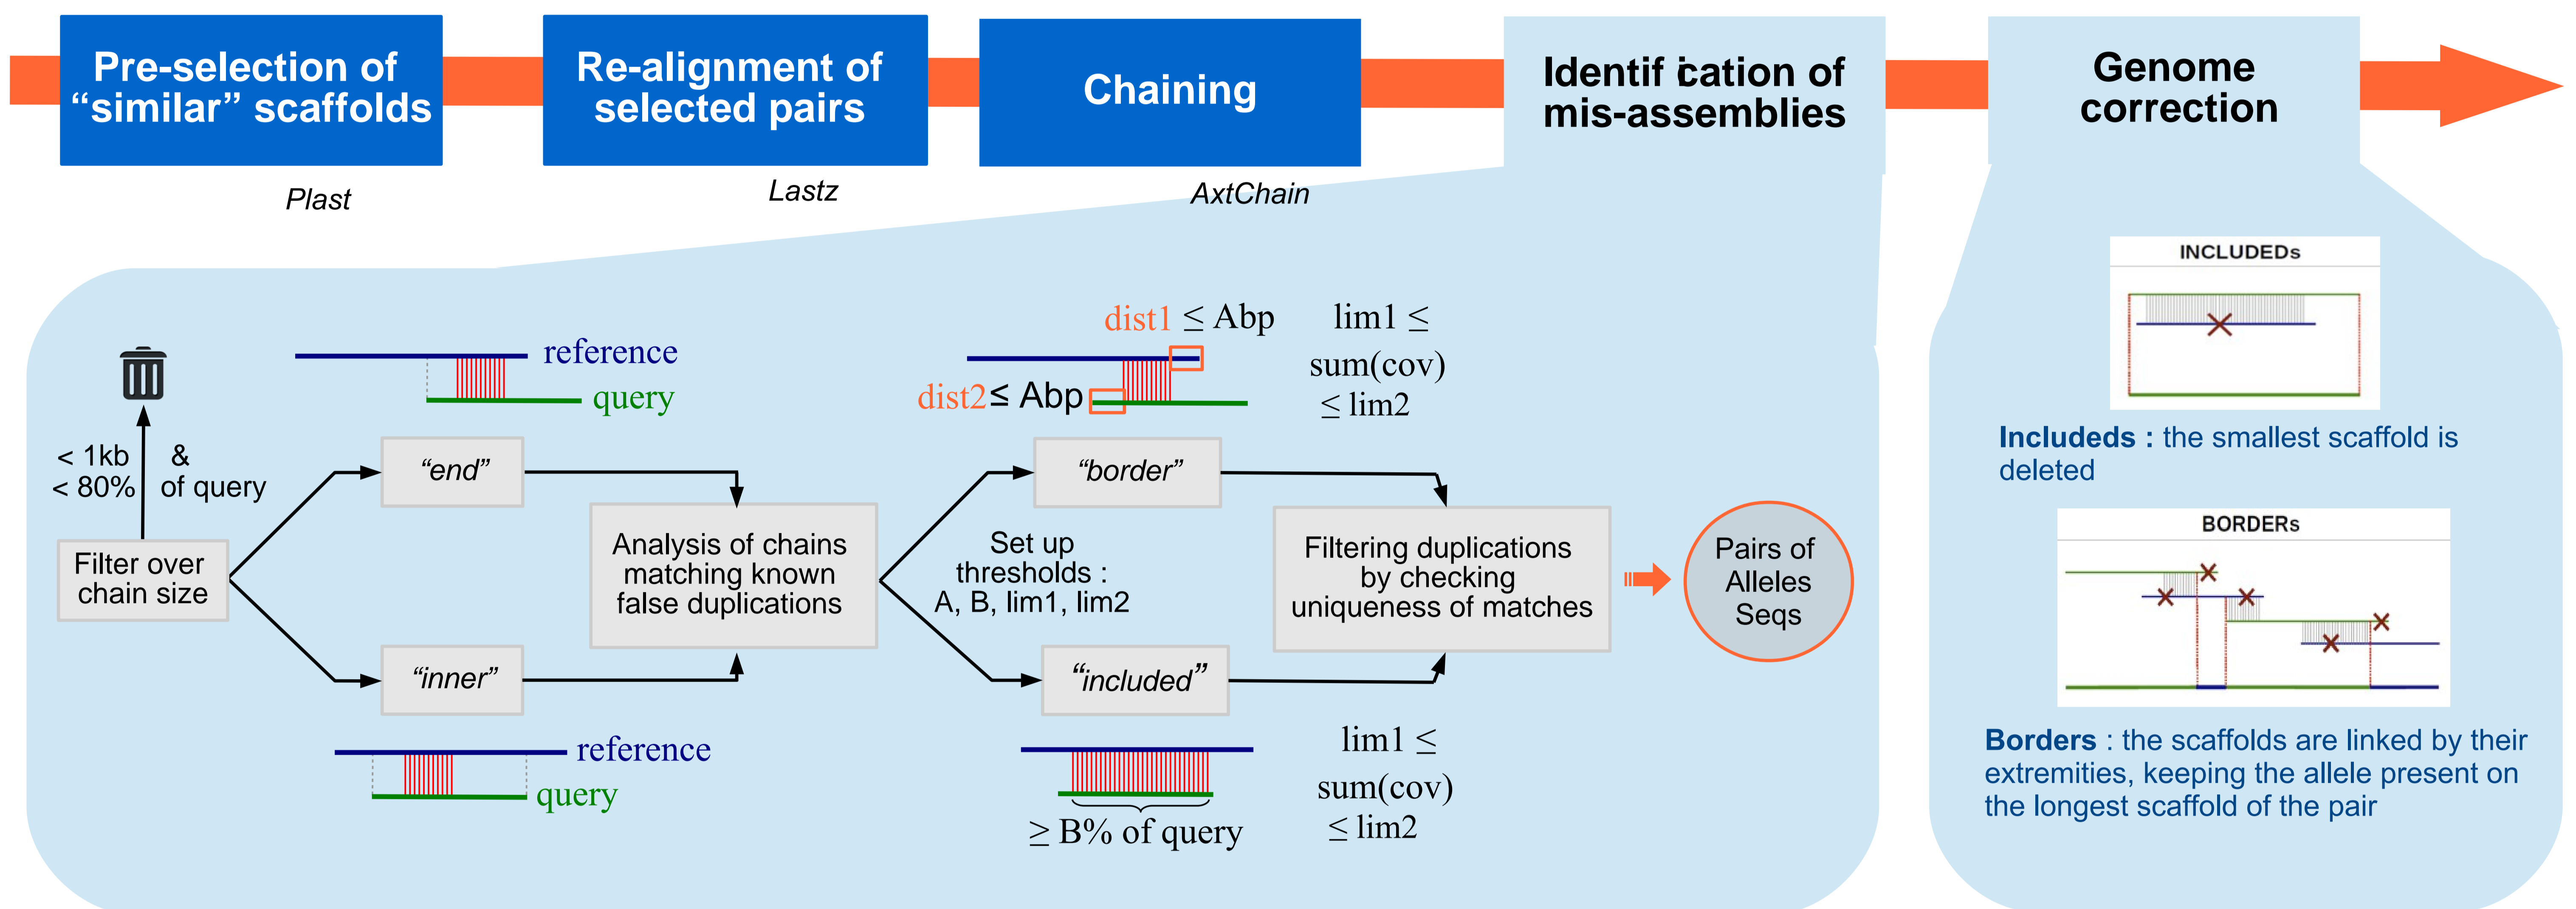 Pre-selection of
“similar” scaffolds
Re-alignment of
selected pairs
Chaining
Identification of
mis-assemblies
Genome
correction
Plast
Lastz
AxtChain
< 1kb &
< 80% of query
Filter over
chain size
reference
query
“end”
“inner”
reference
query
Analysis of chains
matching known
false duplications
dist1 ≤ Abp
dist2 ≤ Abp
lim1 ≤
sum(cov)
≤ lim2
“border”
Set up
thresholds :
A, B, lim1, lim2
“included”
≥ B% of query
lim1 ≤
sum(cov)
≤ lim2
Filtering duplications
by checking
uniqueness of matches
Pairs of
Alleles
Seqs
INCLUDEDs
Includeds : the smallest scaffold is
deleted
BORDERs
Borders : the scaffolds are linked by their
extremities, keeping the allele present on
the longest scaffold of the pair